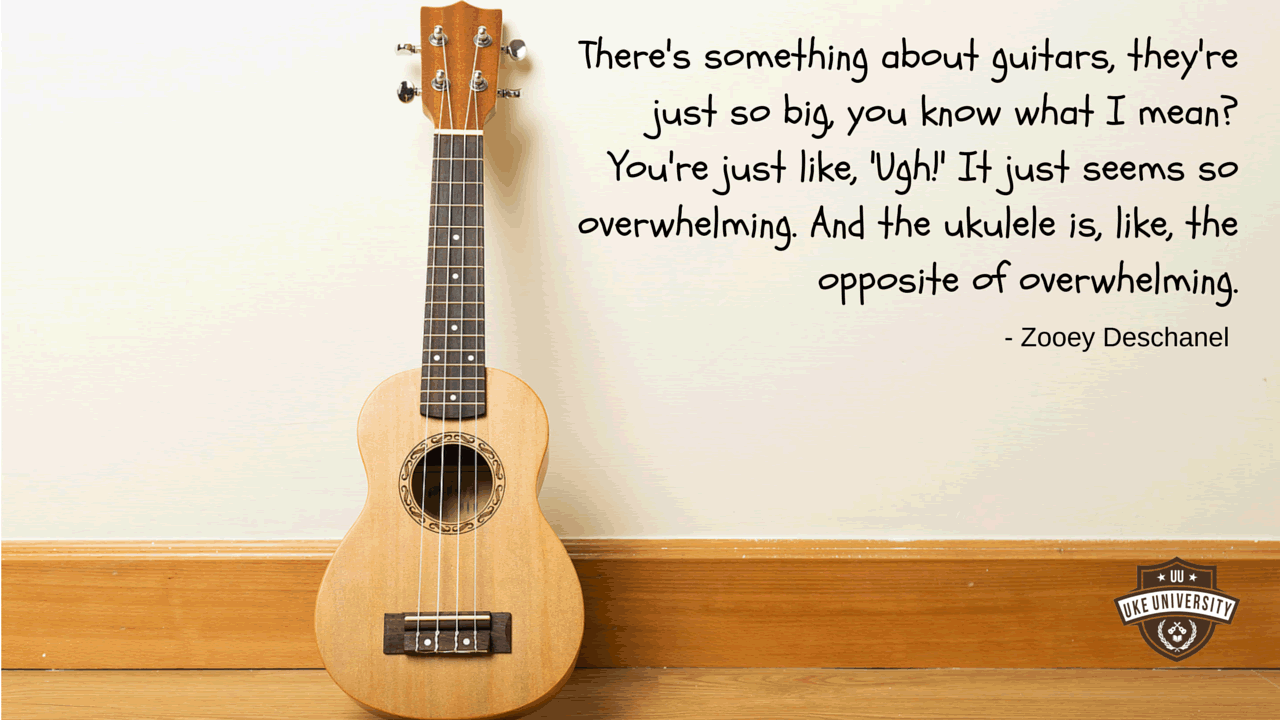 There's something about guitars, they're
just so big, you know what I mean?
You're just like, 'Ugh!' It just seems so
overwhelming. And the ukulele is, like, the
opposite of overwhelming.
- Zooey Deschanel
UU
UKE UNIVERSITY